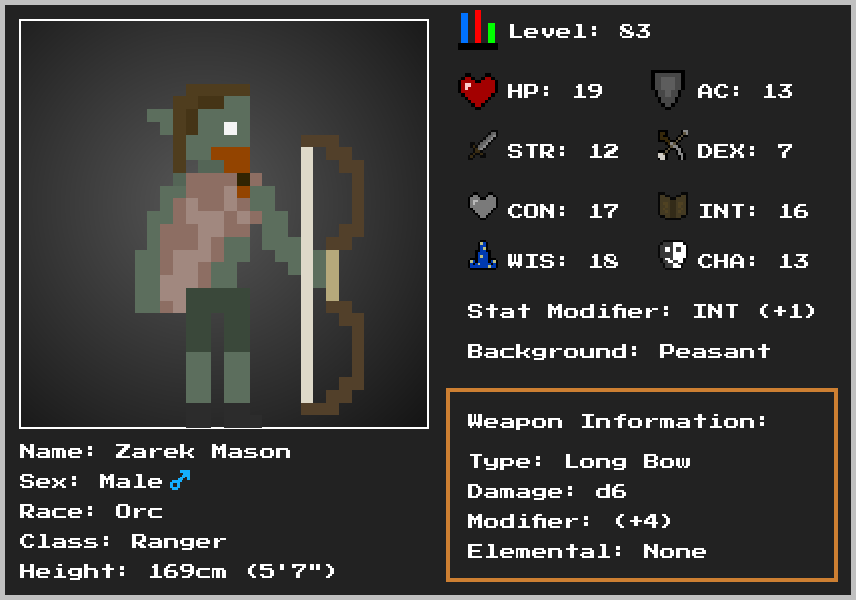 Level: 83
HP: 19 AC: 13
STR: 12 DEX: 7
CON: 17 INT: 16
WIS: 18 CHA: 13
Stat Modifier: INT (+1)
Background: Peasant
Weapon Information:
Type: Long Bow
Damage: d6
Modifier: (+4)
Elemental: None
Name: Zarek Mason
Sex: Male♂
Race: Orc
Class: Ranger
Height: 169cm (5'7")